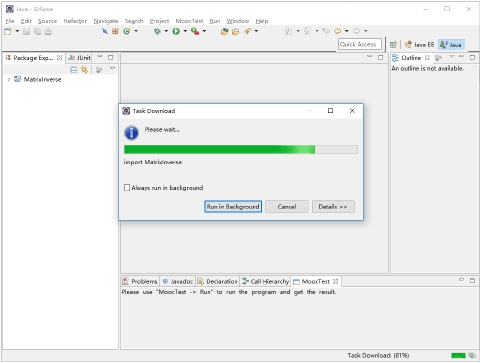 Java - Eclipse
File Edit Source Refactor Navigate Search Project MoocTest Run Window Help
Quick Access
Java EE
Java
Package Exp...
JUnit
Outline
MatrixInverse
An outline is not available.
Task Download
Please wait...
import MatrixInverse
Always run in background
Run in Background
Cancel
Details >>
Problems
Javadoc
Declaration
Call Hierarchy
MoocTest
Please use "MoocTest -> Run" to run the program and get the result.
Task Download: (81%)